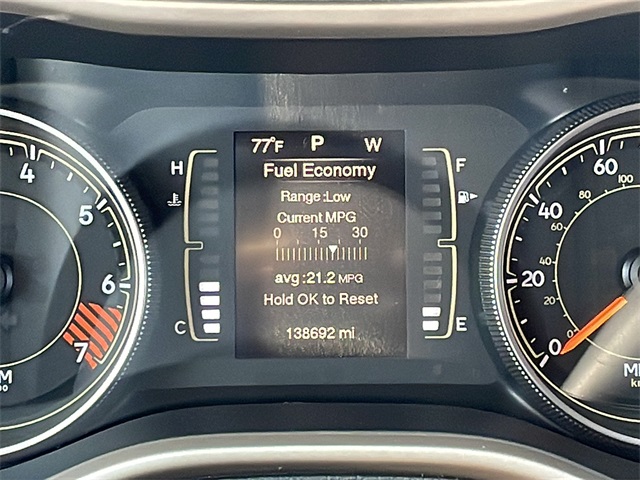 77°F P W
H F
Fuel Economy
Range :Low
Current MPG
0 15 30
avg :21.2 MPG
Hold OK to Reset
C E
138692 mi
4
5
6
7
60
40
20
0
100
80
60
40
20
0